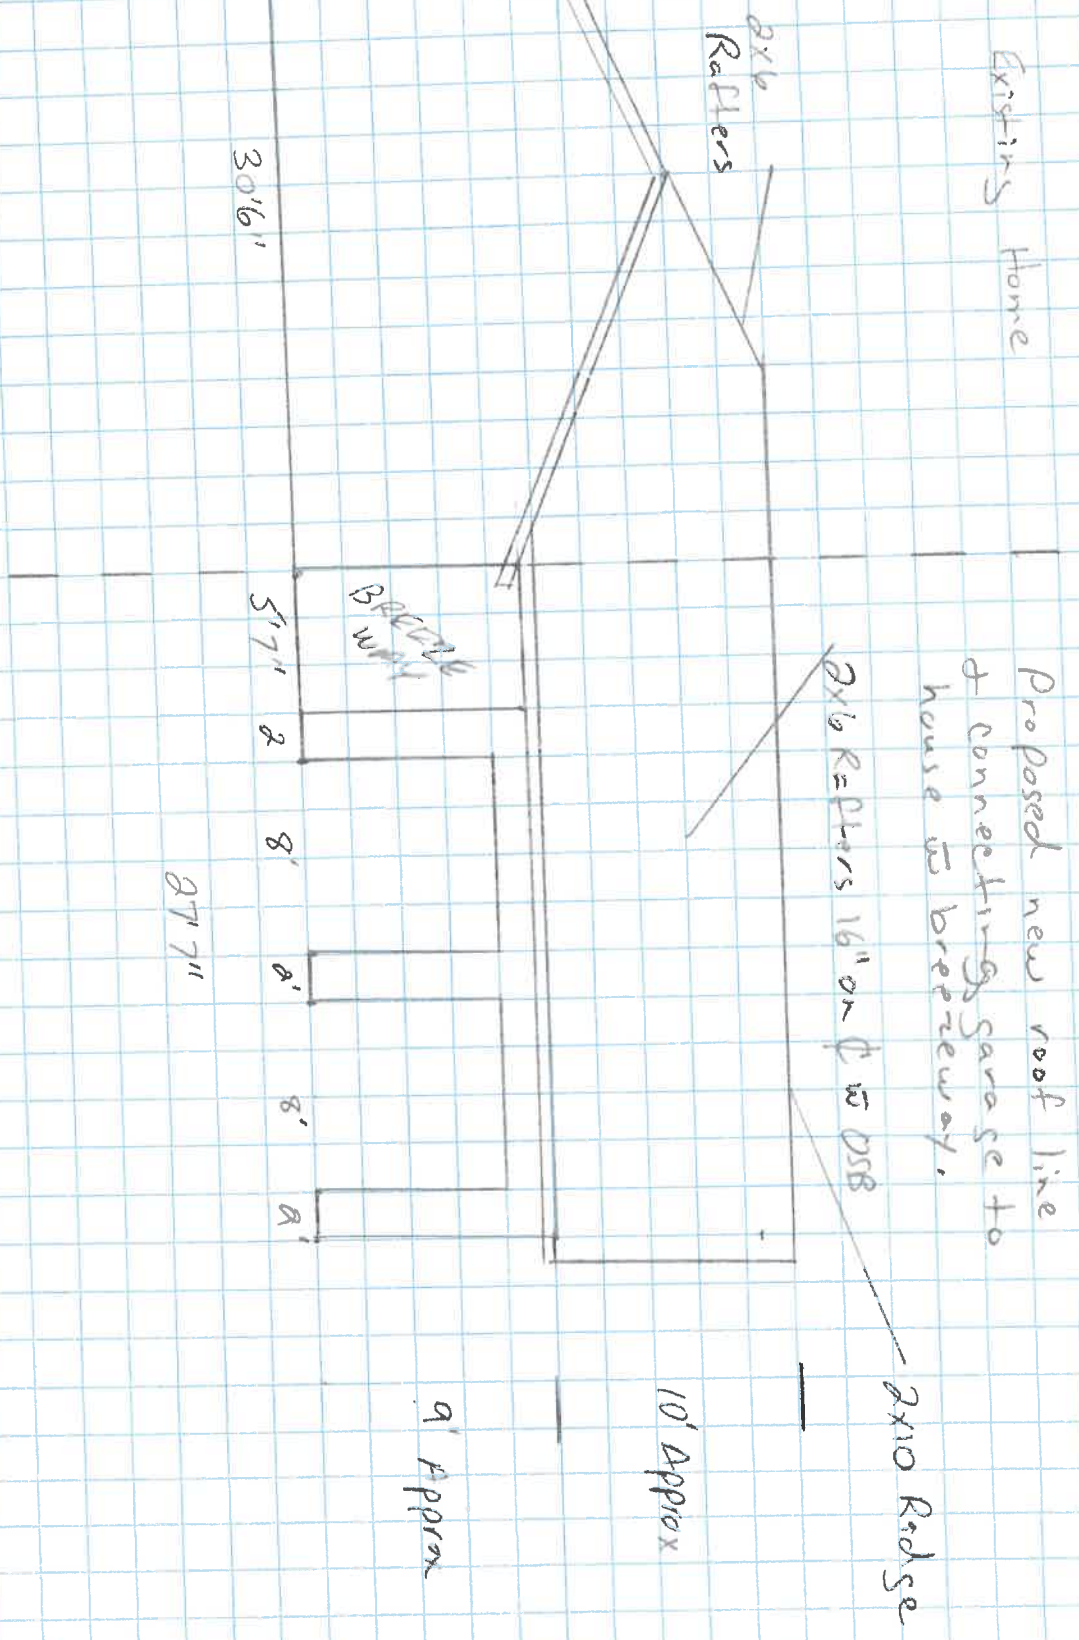 Existing Home
Proposed new roof line
+ connecting garage to
house w̄ breezeway.
2x6
Rafters
2x6 Rafters 16" on ₵ w̄ OSB
2x10 Ridge
10' Approx
9' Approx
Breeze
way
30'6"
5'7"
2
8'
2'
8'
2'
27'7"